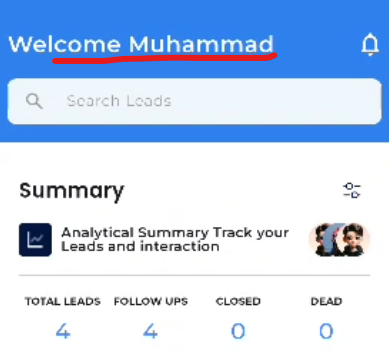 Welcome Muhammad
Search Leads
Summary
Analytical Summary Track your
Leads and interaction
TOTAL LEADS FOLLOW UPS CLOSED DEAD
4 4 0 0